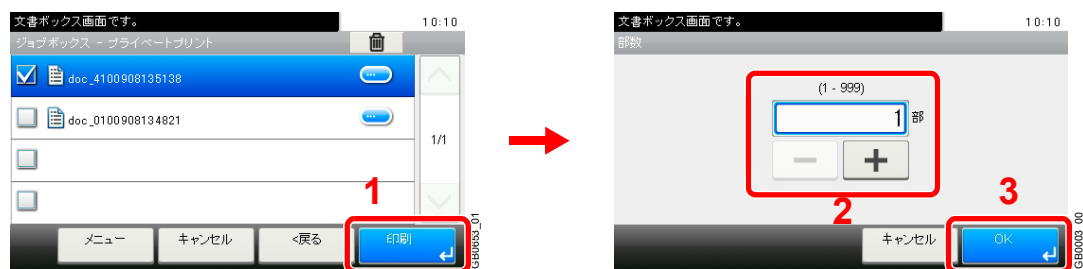 文書ボックス画面です。
10:10
ジョブボックス - プライベートプリント
doc_4100908135138
doc_0100908134821
1/1
1
メニュー
キャンセル
<戻る
印刷
GB0653_01
文書ボックス画面です。
10:10
部数
(1 - 999)
1 部
2
3
キャンセル
OK
GB0003 00